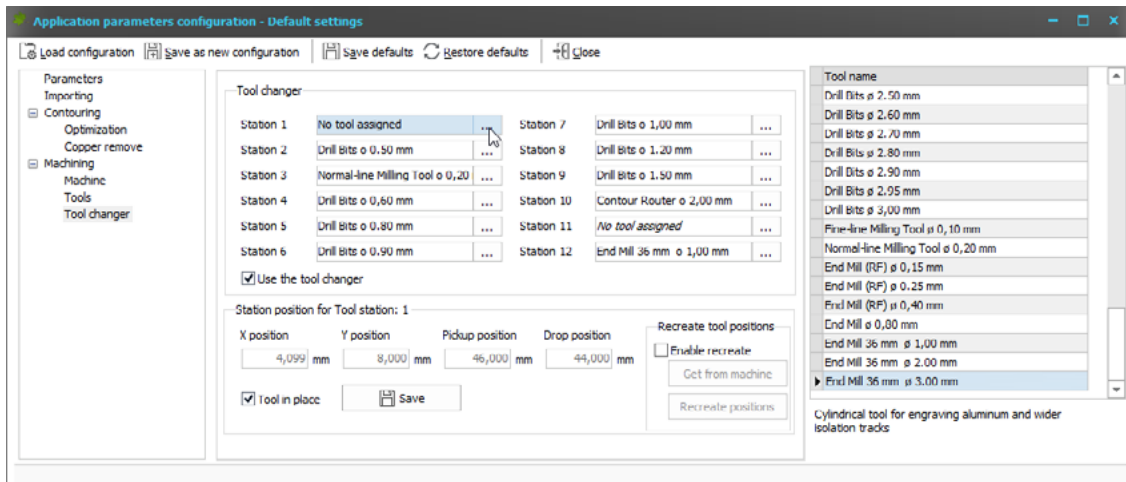 Application parameters configuration - Default settings
Load configuration Save as new configuration Save defaults Restore defaults Close
Parameters
Importing
Contouring
Optimization
Copper remove
Machining
Machine
Tools
Tool changer
Tool changer
Station 1 No tool assigned ... Station 7 Drill Bits ø 1,00 mm ...
Station 2 Drill Bits ø 0.50 mm ... Station 8 Drill Bits ø 1.20 mm ...
Station 3 Normal-line Milling Tool ø 0,20 ... Station 9 Drill Bits ø 1.50 mm ...
Station 4 Drill Bits ø 0,60 mm ... Station 10 Contour Router ø 2,00 mm ...
Station 5 Drill Bits ø 0.80 mm ... Station 11 No tool assigned ...
Station 6 Drill Bits ø 0.90 mm ... Station 12 End Mill 36 mm ø 1,00 mm ...
Use the tool changer
Station position for Tool station: 1
X position Y position Pickup position Drop position
4,099 mm 8,000 mm 46,000 mm 44,000 mm
Tool in place Save
Recreate tool positions
Enable recreate
Get from machine
Recreate positions
Tool name
Drill Bits ø 2.50 mm
Drill Bits ø 2.60 mm
Drill Bits ø 2.70 mm
Drill Bits ø 2.80 mm
Drill Bits ø 2.90 mm
Drill Bits ø 2.95 mm
Drill Bits ø 3,00 mm
Fine-line Milling Tool ø 0,10 mm
Normal-line Milling Tool ø 0,20 mm
End Mill (RF) ø 0,15 mm
End Mill (RF) ø 0.25 mm
End Mill (RF) ø 0,40 mm
End Mill ø 0,80 mm
End Mill 36 mm ø 1,00 mm
End Mill 36 mm ø 2.00 mm
End Mill 36 mm ø 3.00 mm
Cylindrical tool for engraving aluminum and wider
isolation tracks